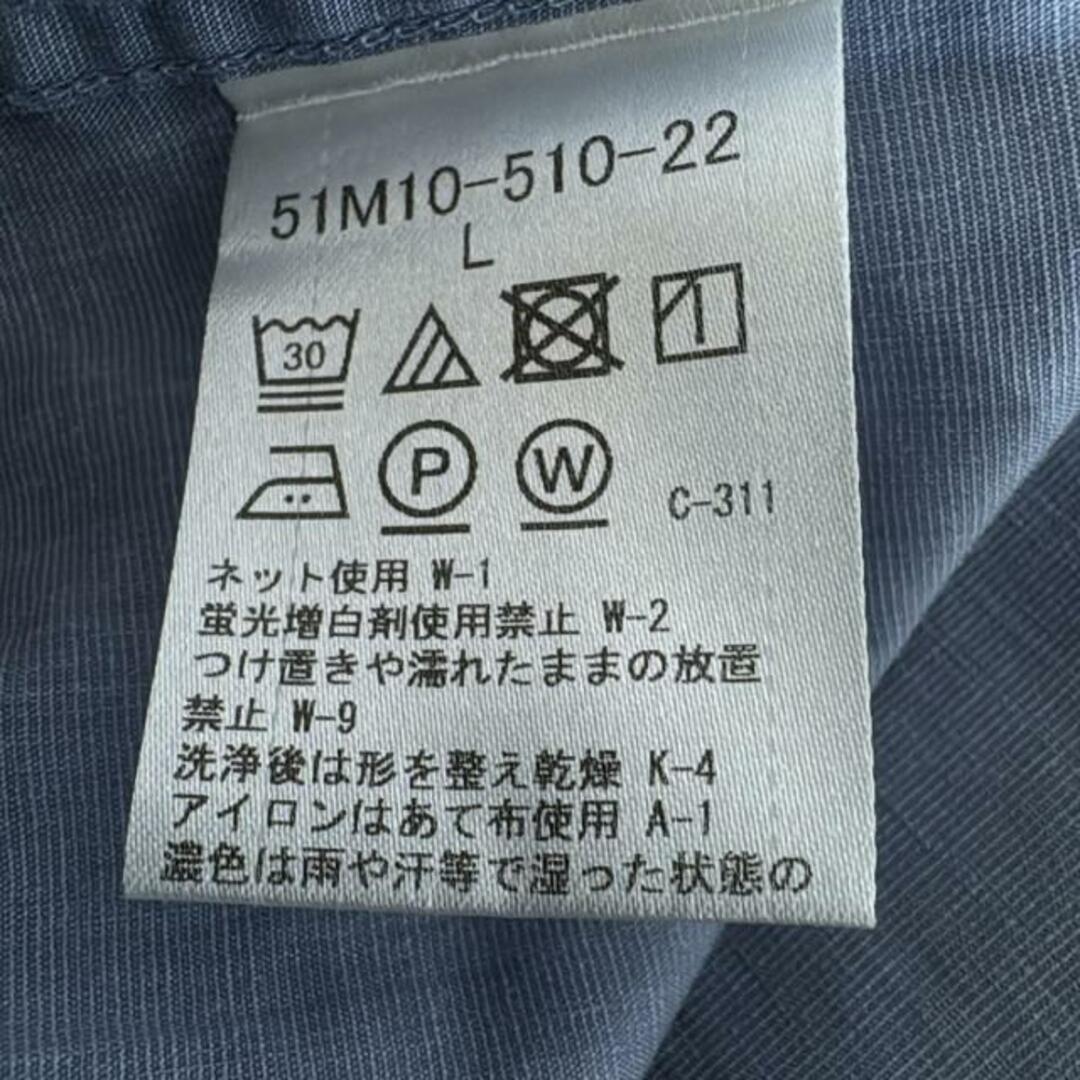 51M10-510-22
L
30
P W C-311
ネット使用 W-1
蛍光増白剤使用禁止 W-2
つけ置きや濡れたままの放置
禁止 W-9
洗浄後は形を整え乾燥 K-4
アイロンはあて布使用 A-1
濃色は雨や汗等で湿った状態の